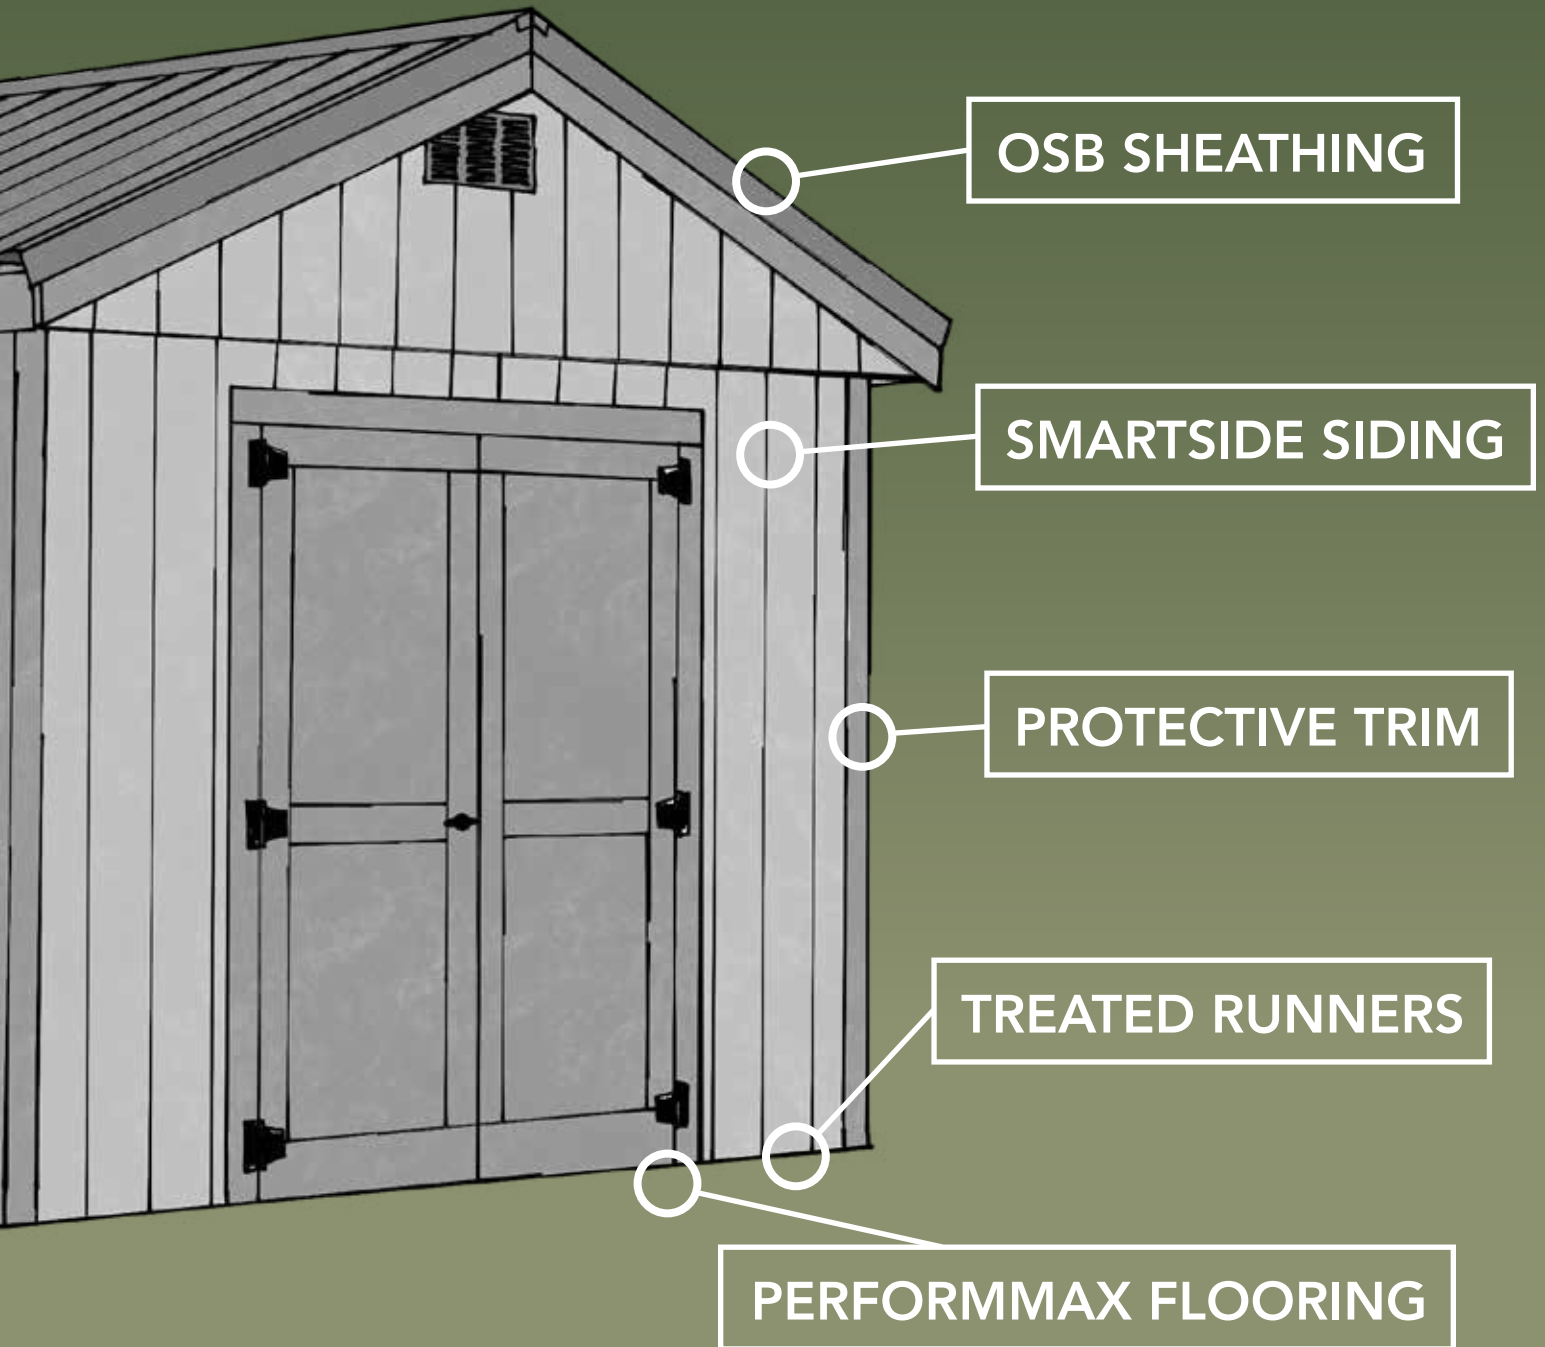 OSB SHEATHING
SMARTSIDE SIDING
PROTECTIVE TRIM
TREATED RUNNERS
PERFORMMAX FLOORING